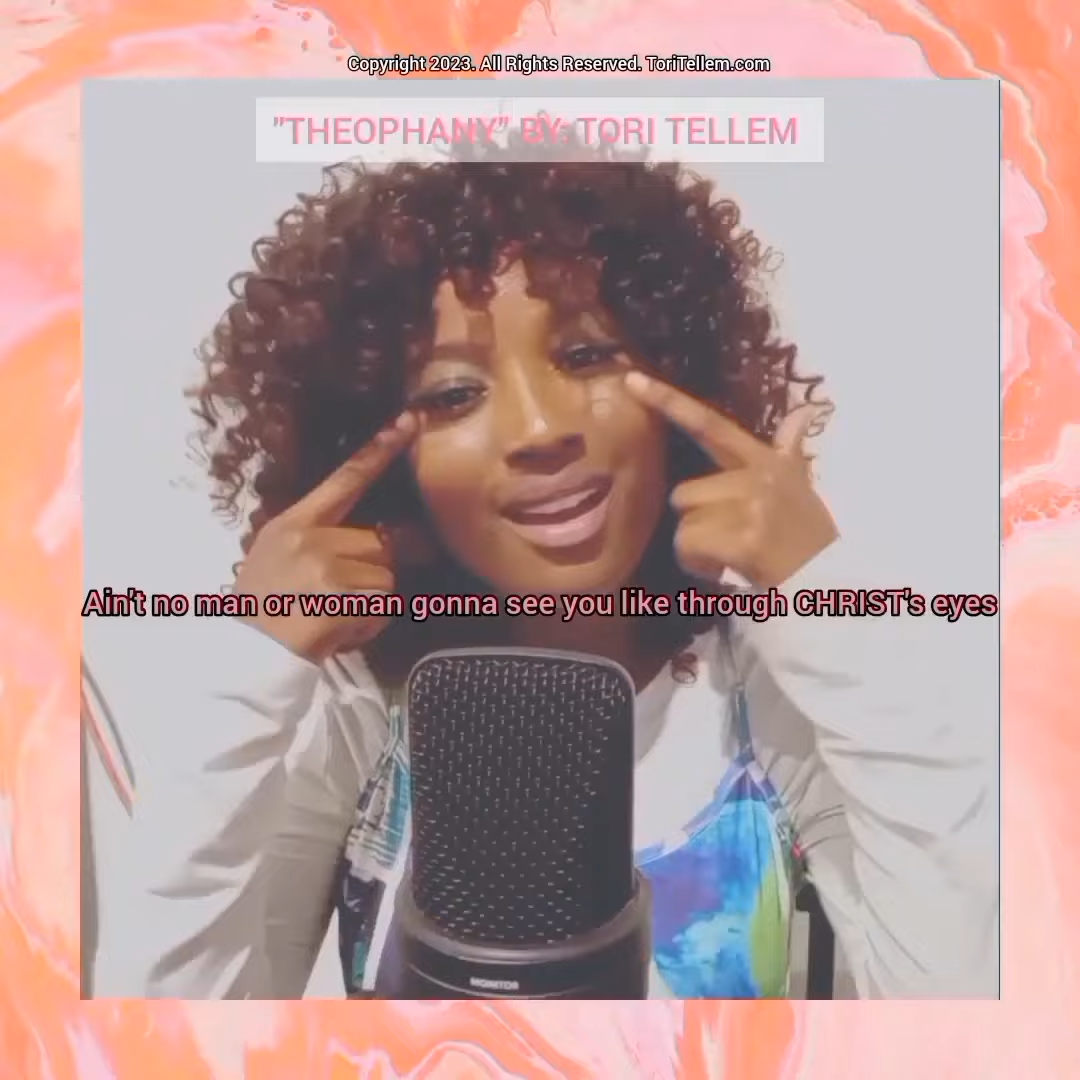 Copyright 2023. All Rights Reserved. ToriTellem.com
"THEOPHANY" BY: TORI TELLEM
Ain't no man or woman gonna see you like through CHRIST's eyes
MONITOR